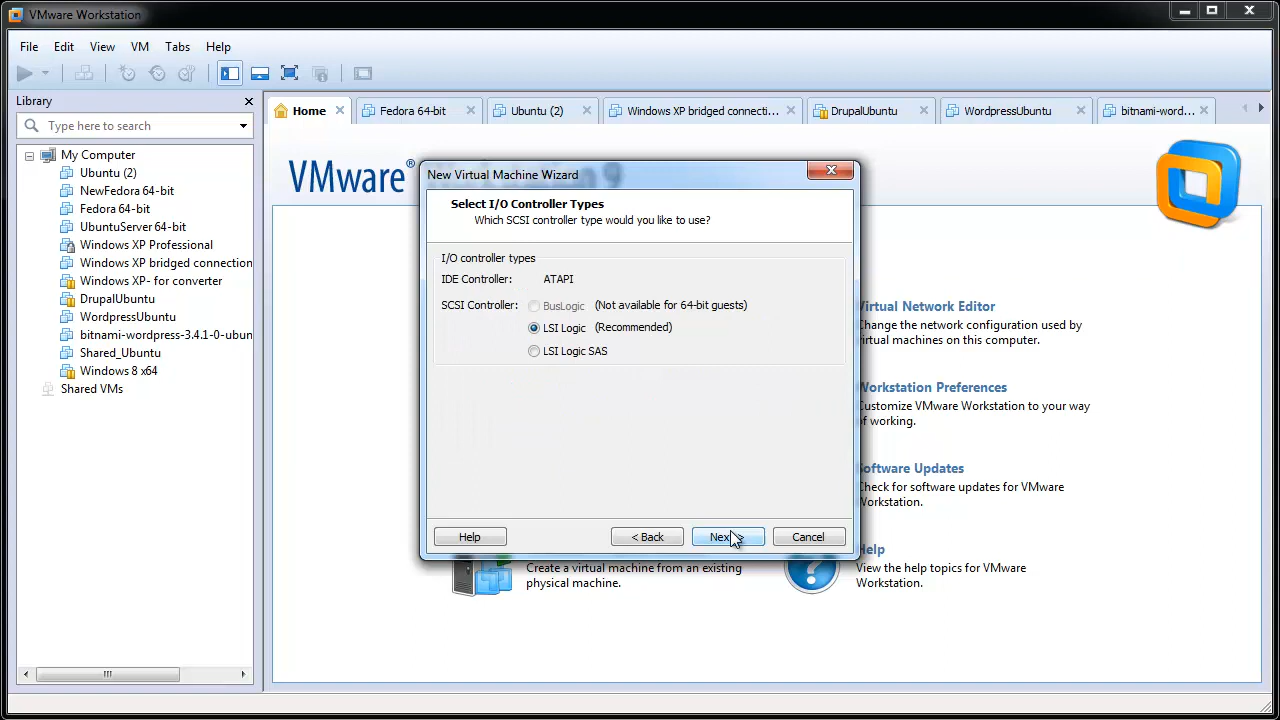 VMware Workstation
File Edit View VM Tabs Help
Library
Type here to search
My Computer
Ubuntu (2)
NewFedora 64-bit
Fedora 64-bit
UbuntuServer 64-bit
Windows XP Professional
Windows XP bridged connection
Windows XP- for converter
DrupalUbuntu
WordpressUbuntu
bitnami-wordpress-3.4.1-0-ubun
Shared_Ubuntu
Windows 8 x64
Shared VMs
Home Fedora 64-bit Ubuntu (2) Windows XP bridged connecti... DrupalUbuntu WordpressUbuntu bitnami-word...
VMware® Workstation 9
New Virtual Machine Wizard
Select I/O Controller Types
Which SCSI controller type would you like to use?
I/O controller types
IDE Controller: ATAPI
SCSI Controller: BusLogic (Not available for 64-bit guests)
LSI Logic (Recommended)
LSI Logic SAS
Help < Back Next > Cancel
Virtual Network Editor
Change the network configuration used by
virtual machines on this computer.
Workstation Preferences
Customize VMware Workstation to your way
of working.
Software Updates
Check for software updates for VMware
Workstation.
Create a virtual machine from an existing
physical machine.
Help
View the help topics for VMware
Workstation.